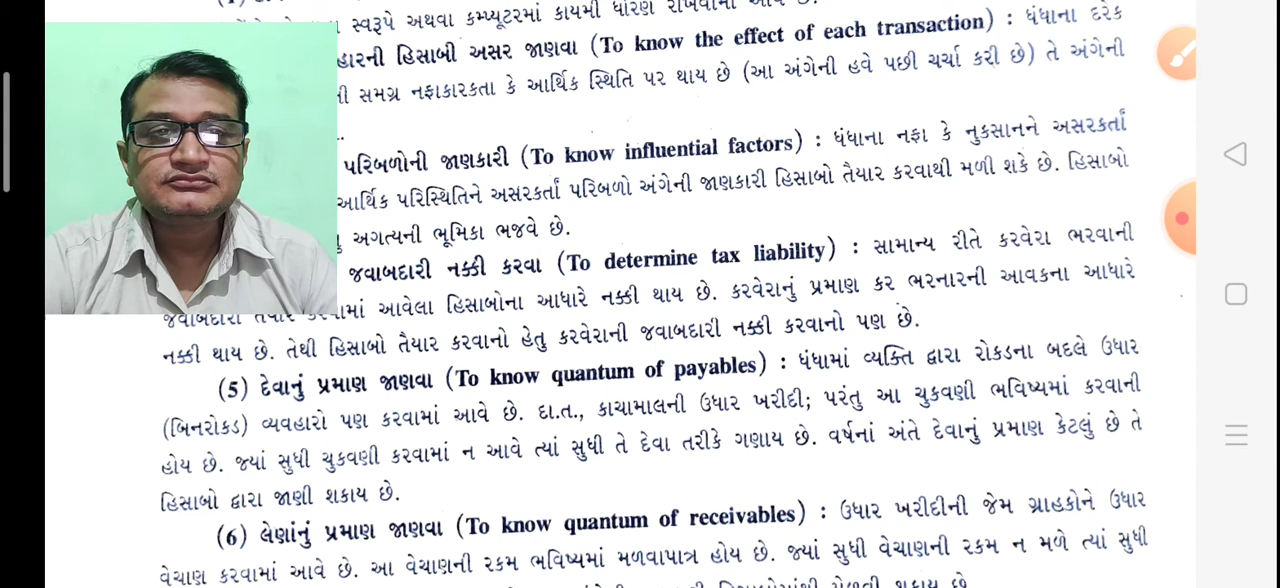 સ્વરૂપે અથવા કમ્પ્યૂટરમાં કાયમી ધોરણે રાખવામાં
હારની હિસાબી અસર જાણવા (To know the effect of each transaction) : ધંધાના દરેક
ી સમગ્ર નફાકારકતા કે આર્થિક સ્થિતિ પર થાય છે (આ અંગેની હવે પછી ચર્ચા કરી છે) તે અંગેની
પરિબળોની જાણકારી (To know influential factors) : ધંધાના નફા કે નુકસાનને અસરકર્તા
આર્થિક પરિસ્થિતિને અસરકર્તા પરિબળો અંગેની જાણકારી હિસાબો તૈયાર કરવાથી મળી શકે છે. હિસાબો
અગત્યની ભૂમિકા ભજવે છે.
જવાબદારી નક્કી કરવા (To determine tax liability) : સામાન્ય રીતે કરવેરા ભરવાની
જવાબદારી તૈયાર કરવામાં આવેલા હિસાબોના આધારે નક્કી થાય છે. કરવેરાનું પ્રમાણ કર ભરનારની આવકના આધારે
નક્કી થાય છે. તેથી હિસાબો તૈયાર કરવાનો હેતુ કરવેરાની જવાબદારી નક્કી કરવાનો પણ છે.
(5) દેવાનું પ્રમાણ જાણવા (To know quantum of payables) : ધંધામાં વ્યક્તિ દ્વારા રોકડના બદલે ઉધાર
(બિનરોકડ) વ્યવહારો પણ કરવામાં આવે છે. દા.ત., કાચામાલની ઉધાર ખરીદી; પરંતુ આ ચુકવણી ભવિષ્યમાં કરવાની
હોય છે. જ્યાં સુધી ચુકવણી કરવામાં ન આવે ત્યાં સુધી તે દેવા તરીકે ગણાય છે. વર્ષનાં અંતે દેવાનું પ્રમાણ કેટલું છે તે
હિસાબો દ્વારા જાણી શકાય છે.
(6) લેણાંનું પ્રમાણ જાણવા (To know quantum of receivables) : ઉધાર ખરીદીની જેમ ગ્રાહકોને ઉધાર
વેચાણ કરવામાં આવે છે. આ વેચાણની રકમ ભવિષ્યમાં મળવાપાત્ર હોય છે. જ્યાં સુધી વેચાણની રકમ ન મળે ત્યાં સુધી